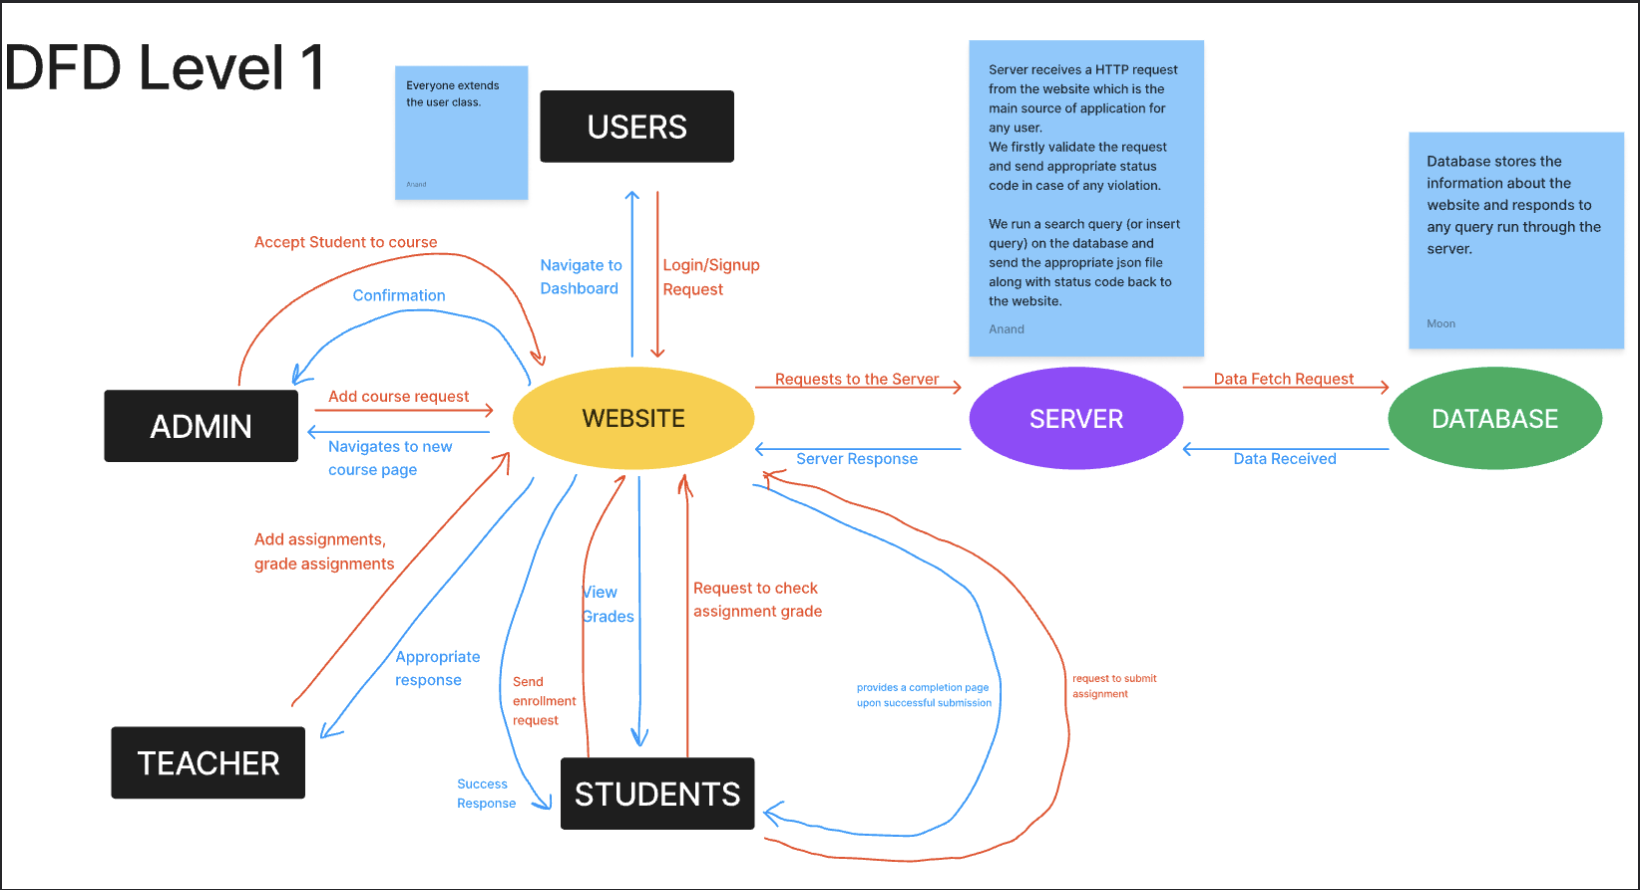 DFD Level 1
Everyone extends
the user class.
Anand
USERS
Server receives a HTTP request
from the website which is the
main source of application for
any user.
We firstly validate the request
and send appropriate status
code in case of any violation.
We run a search query (or insert
query) on the database and
send the appropriate json file
along with status code back to
the website.
Anand
Database stores the
information about the
website and responds to
any query run through the
server.
Moon
Accept Student to course
Confirmation
Navigate to
Dashboard
Login/Signup
Request
ADMIN
Add course request
Navigates to new
course page
WEBSITE
Requests to the Server
Server Response
SERVER
Data Fetch Request
Data Received
DATABASE
Add assignments,
grade assignments
Appropriate
response
View
Grades
Request to check
assignment grade
Send
enrollment
request
provides a completion page
upon successful submission
request to submit
assignment
TEACHER
Success
Response
STUDENTS